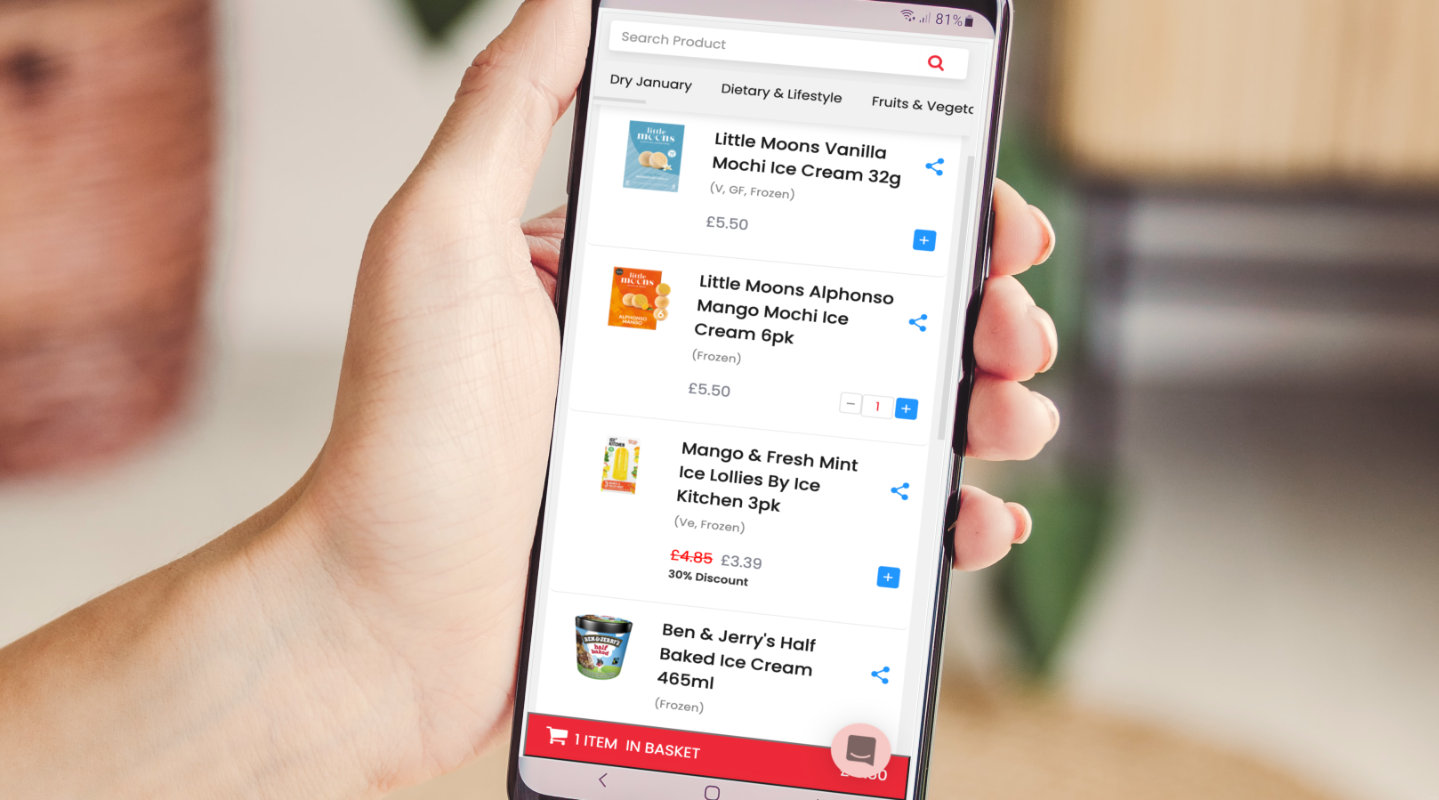 81%
Search Product
Dry January
Dietary & Lifestyle
Fruits & Vegeta
little
moons
Little Moons Vanilla
Mochi Ice Cream 32g
(V, GF, Frozen)
£5.50
+
little
moons
ALPHONSO
MANGO
6
Little Moons Alphonso
Mango Mochi Ice
Cream 6pk
(Frozen)
£5.50
− 1 +
ICE
KITCHEN
Mango & Fresh Mint
Ice Lollies By Ice
Kitchen 3pk
(Ve, Frozen)
£4.85 £3.39
30% Discount
+
BEN & JERRY'S
half
baked
Ben & Jerry's Half
Baked Ice Cream
465ml
(Frozen)
1 ITEM IN BASKET